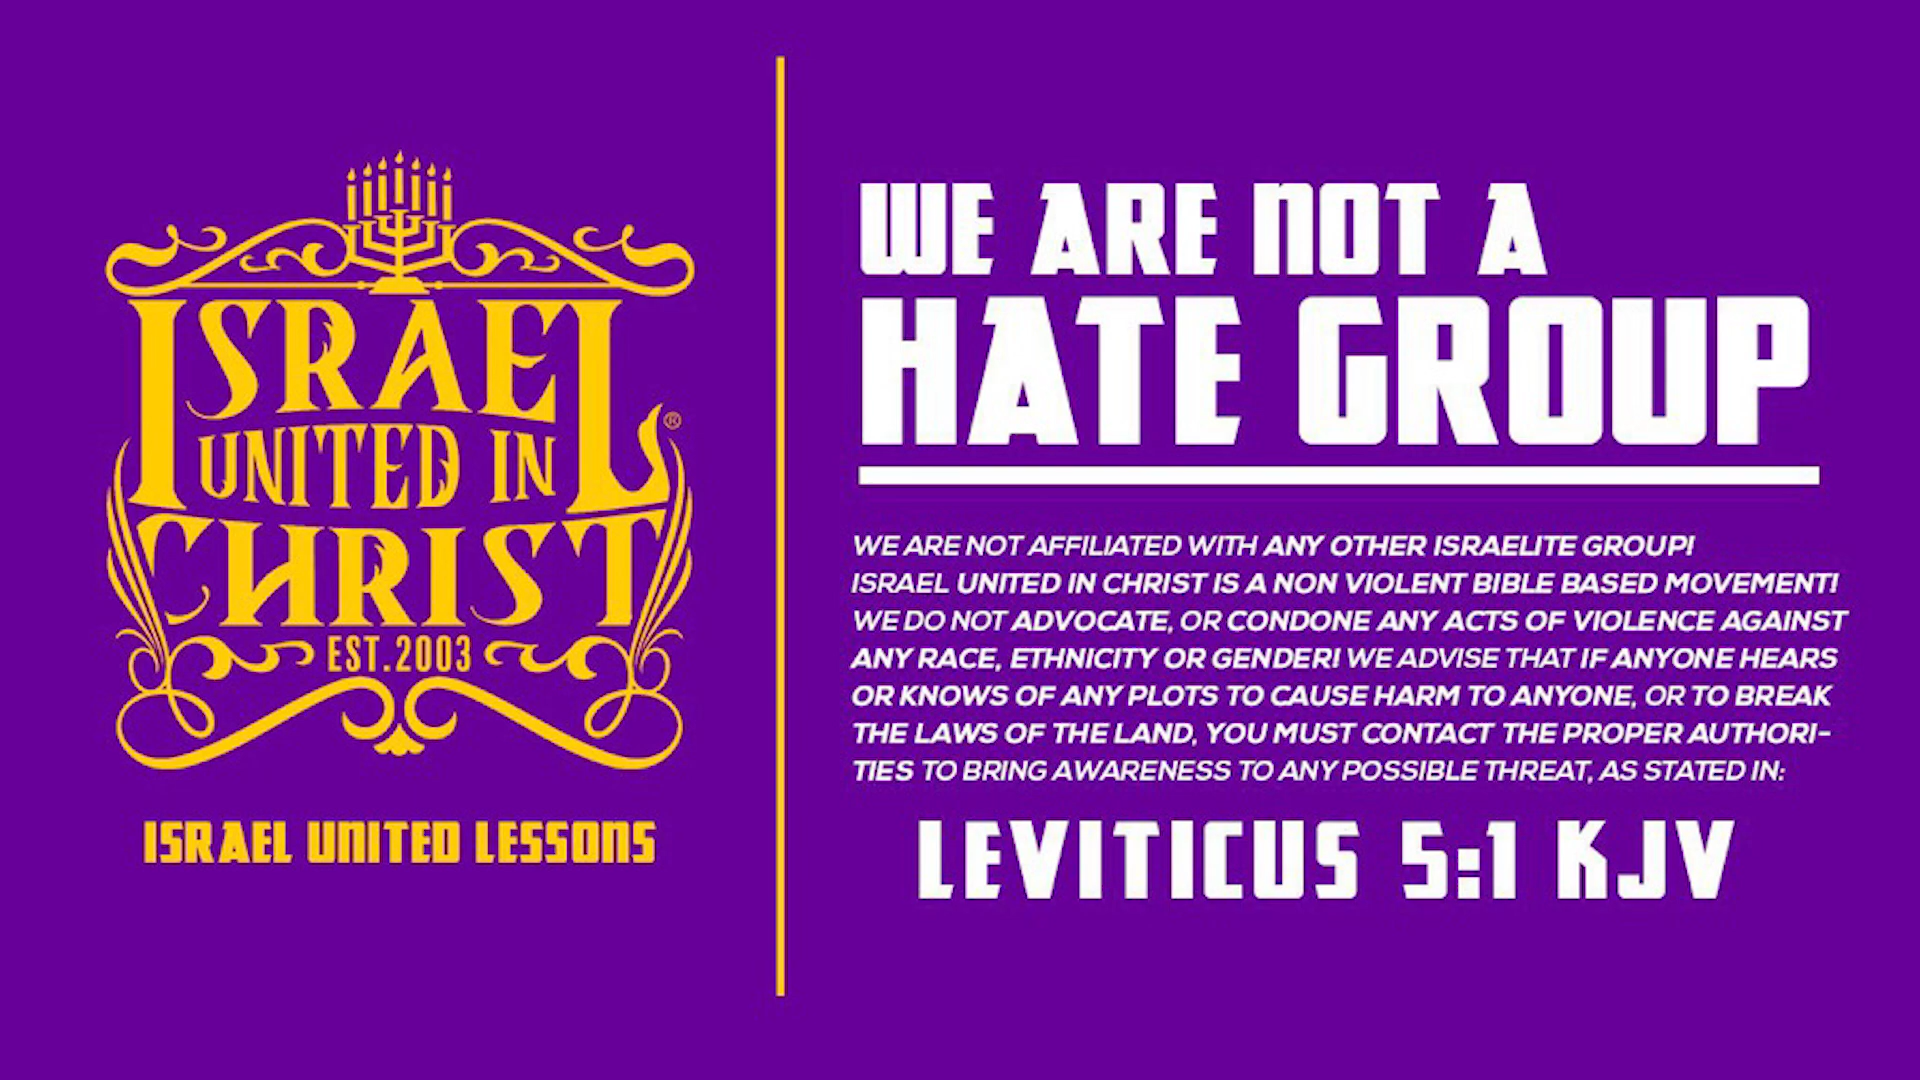 ISRAEL
UNITED IN
CHRIST
®
EST.2003
ISRAEL UNITED LESSONS
WE ARE NOT A
HATE GROUP
WE ARE NOT AFFILIATED WITH ANY OTHER ISRAELITE GROUP!
ISRAEL UNITED IN CHRIST IS A NON VIOLENT BIBLE BASED MOVEMENT!
WE DO NOT ADVOCATE, OR CONDONE ANY ACTS OF VIOLENCE AGAINST
ANY RACE, ETHNICITY OR GENDER! WE ADVISE THAT IF ANYONE HEARS
OR KNOWS OF ANY PLOTS TO CAUSE HARM TO ANYONE, OR TO BREAK
THE LAWS OF THE LAND, YOU MUST CONTACT THE PROPER AUTHORI-
TIES TO BRING AWARENESS TO ANY POSSIBLE THREAT, AS STATED IN:
LEVITICUS 5:1 KJV